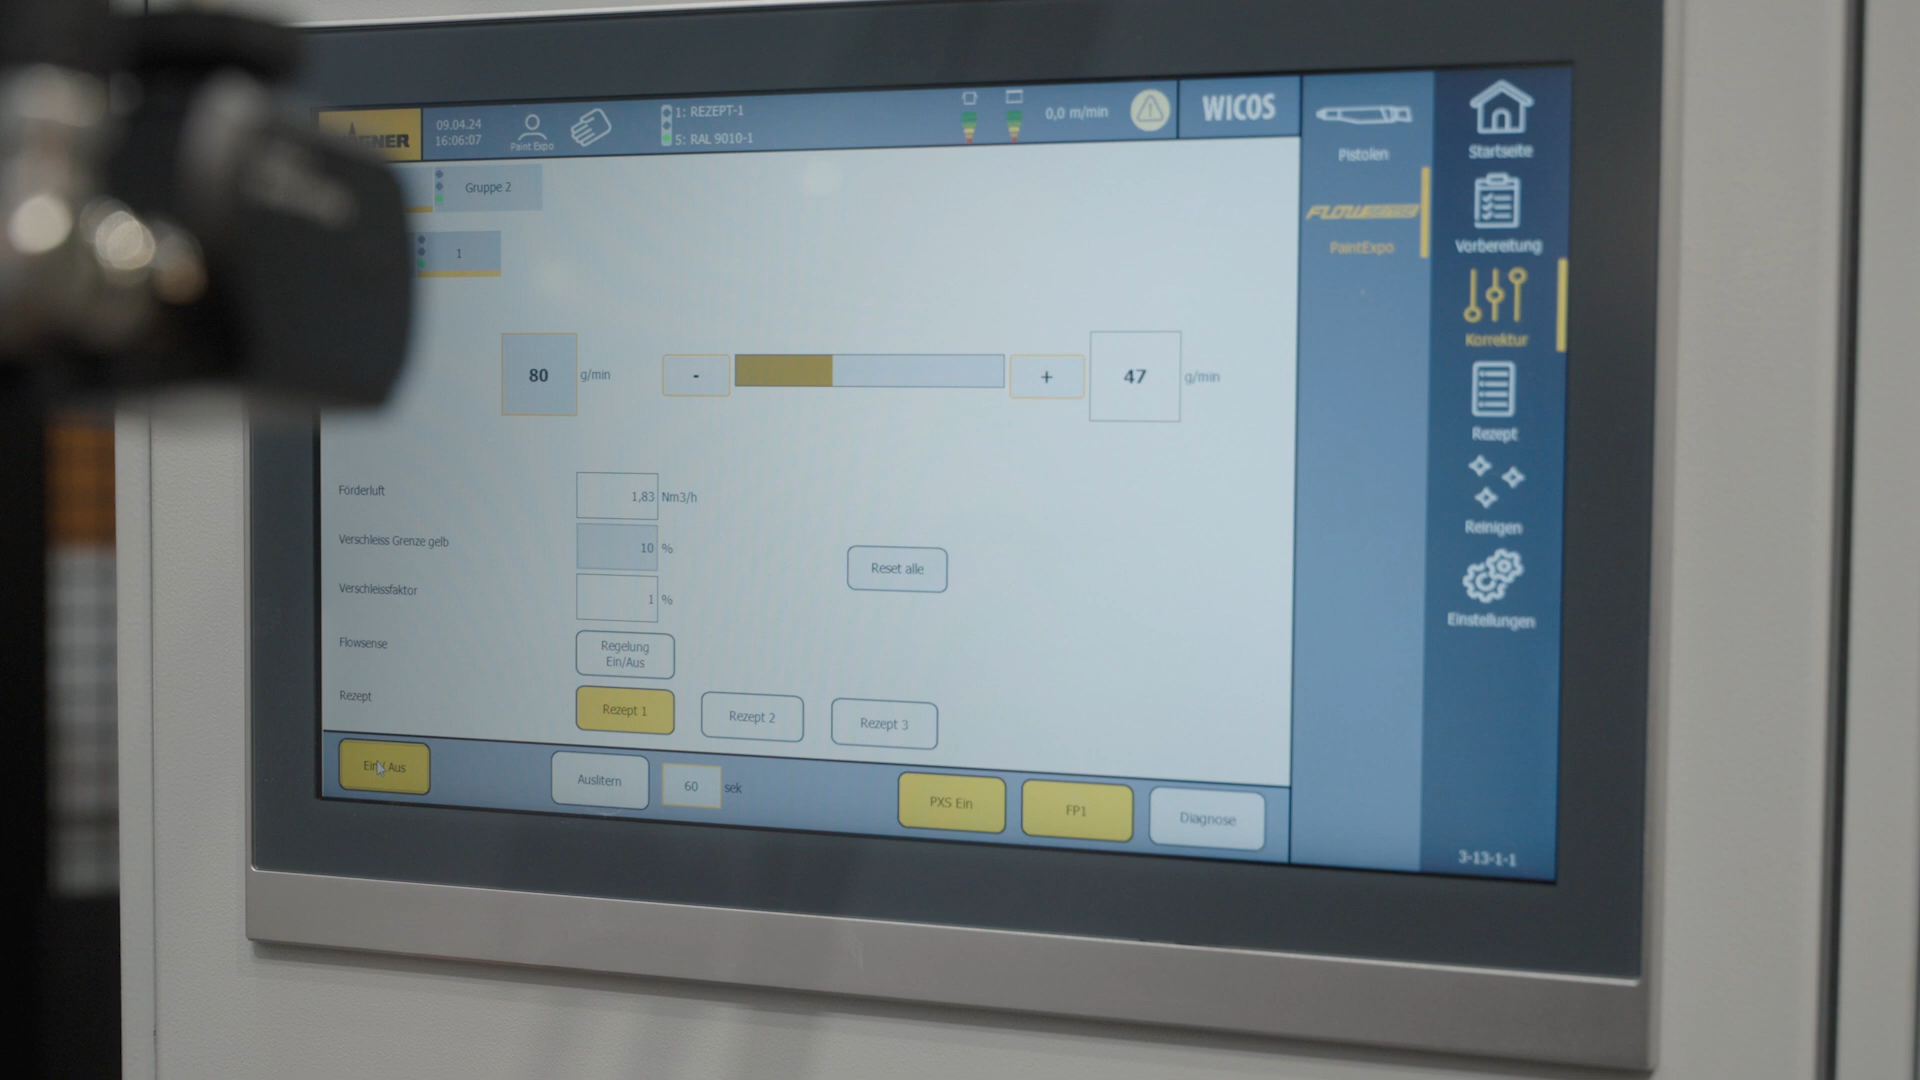 09.04.24
16:06:07
Paint Expo
1: REZEPT-1
5: RAL 9010-1
0,0 m/min
WICOS
Pistolen
PaintExpo
Startseite
Vorbereitung
Korrektur
Rezept
Reinigen
Einstellungen
3-13-1-1
Gruppe 2
1
80 g/min
-
+
47 g/min
Förderluft 1,83 Nm3/h
Verschleiss Grenze gelb 10 %
Verschleissfaktor 1 %
Reset alle
Flowsense Regelung
Ein/Aus
Rezept Rezept 1 Rezept 2 Rezept 3
Ein/ Aus
Auslitern 60 sek
PXS Ein
FP1
Diagnose